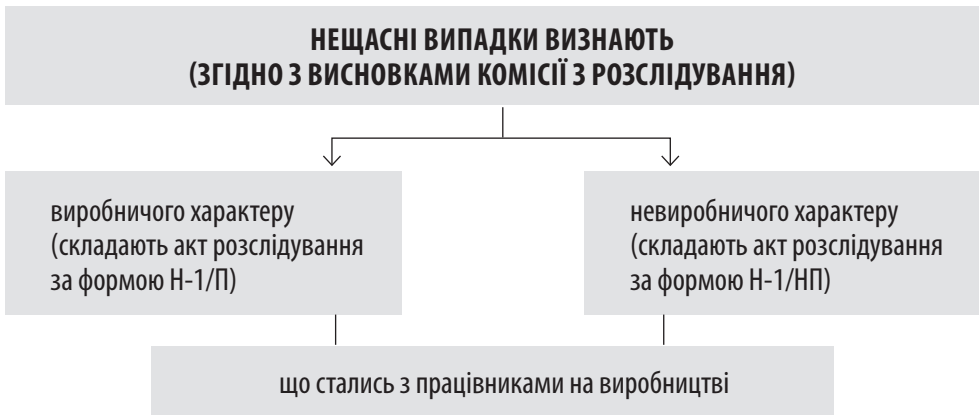 НЕЩАСНІ ВИПАДКИ ВИЗНАЮТЬ
(ЗГІДНО З ВИСНОВКАМИ КОМІСІЇ З РОЗСЛІДУВАННЯ)
виробничого характеру
(складають акт розслідування
за формою Н-1/П)
невиробничого характеру
(складають акт розслідування
за формою Н-1/НП)
що стались з працівниками на виробництві